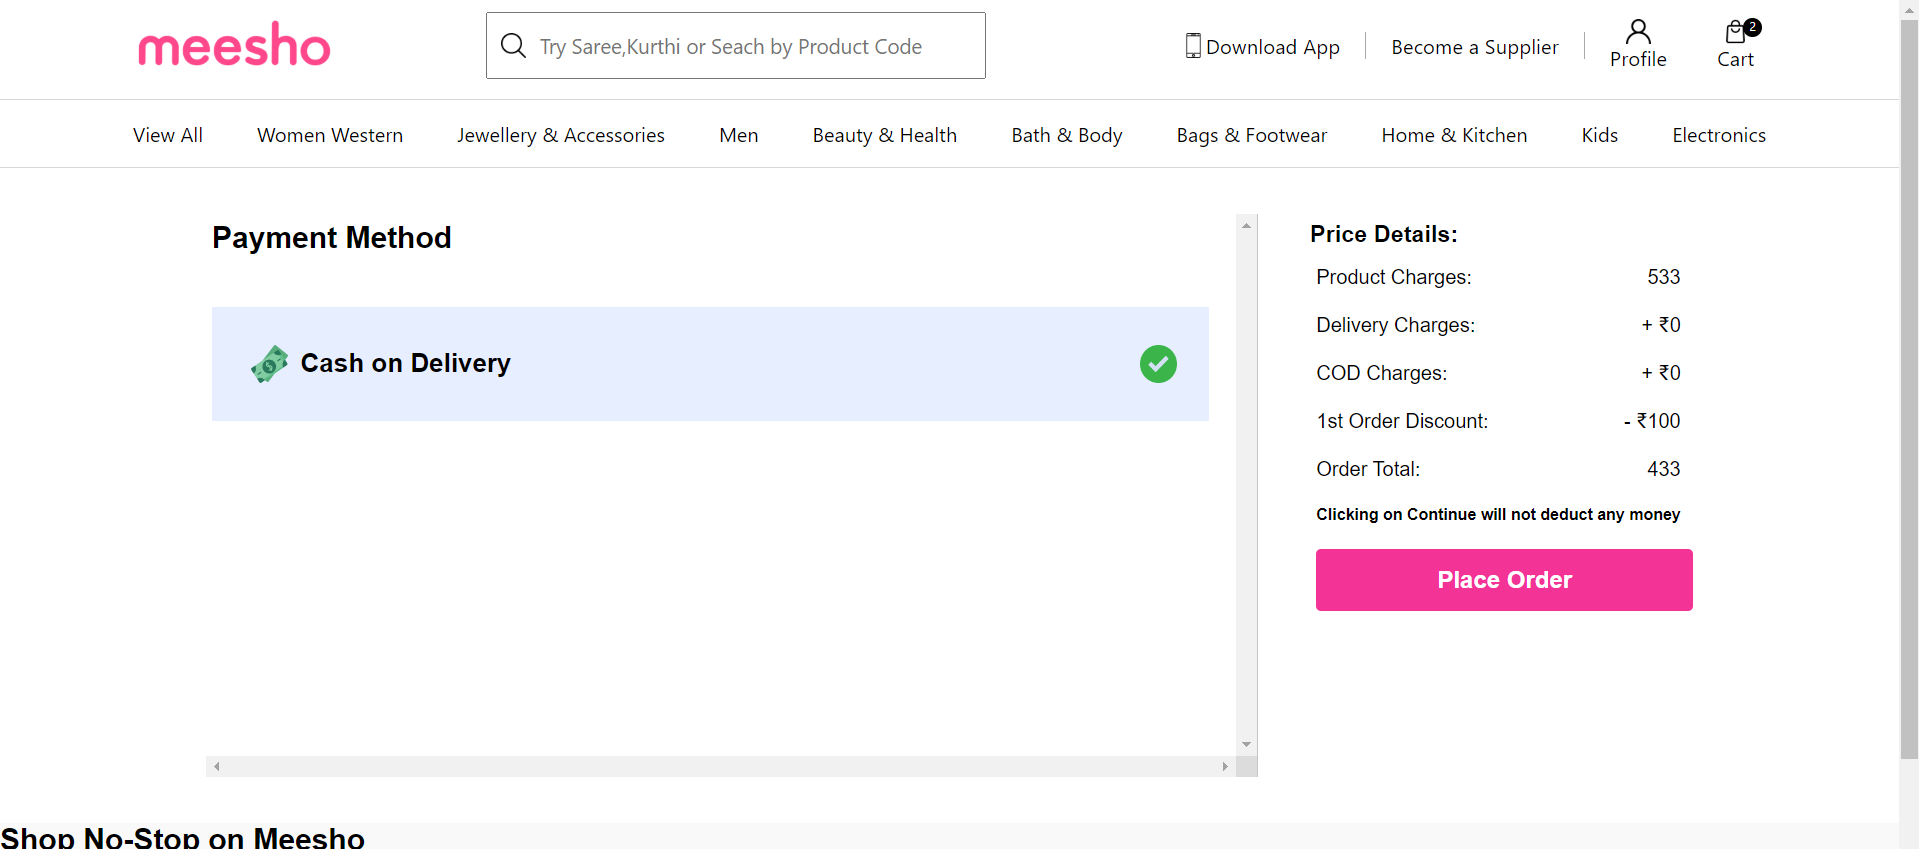 meesho
Try Saree,Kurthi or Seach by Product Code
Download App
Become a Supplier
Profile
2
Cart
View All
Women Western
Jewellery & Accessories
Men
Beauty & Health
Bath & Body
Bags & Footwear
Home & Kitchen
Kids
Electronics
Payment Method
Cash on Delivery
Price Details:
Product Charges: 533
Delivery Charges: + ₹0
COD Charges: + ₹0
1st Order Discount: - ₹100
Order Total: 433
Clicking on Continue will not deduct any money
Place Order
Shop No-Stop on Meesho